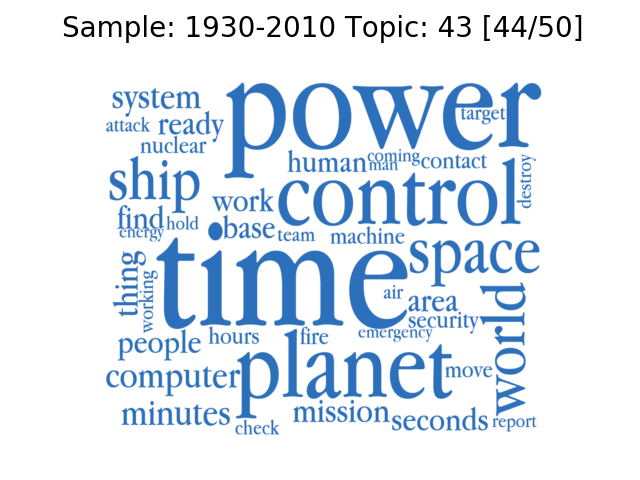 Sample: 1930-2010 Topic: 43 [44/50]
system
power
target
attack
ready
nuclear
human
coming
man
contact
destroy
ship
work
control
find
hold
energy
base
team
machine
time
space
thing
working
air
area
security
world
people
hours
fire
emergency
computer
planet
move
minutes
mission
seconds
check
report